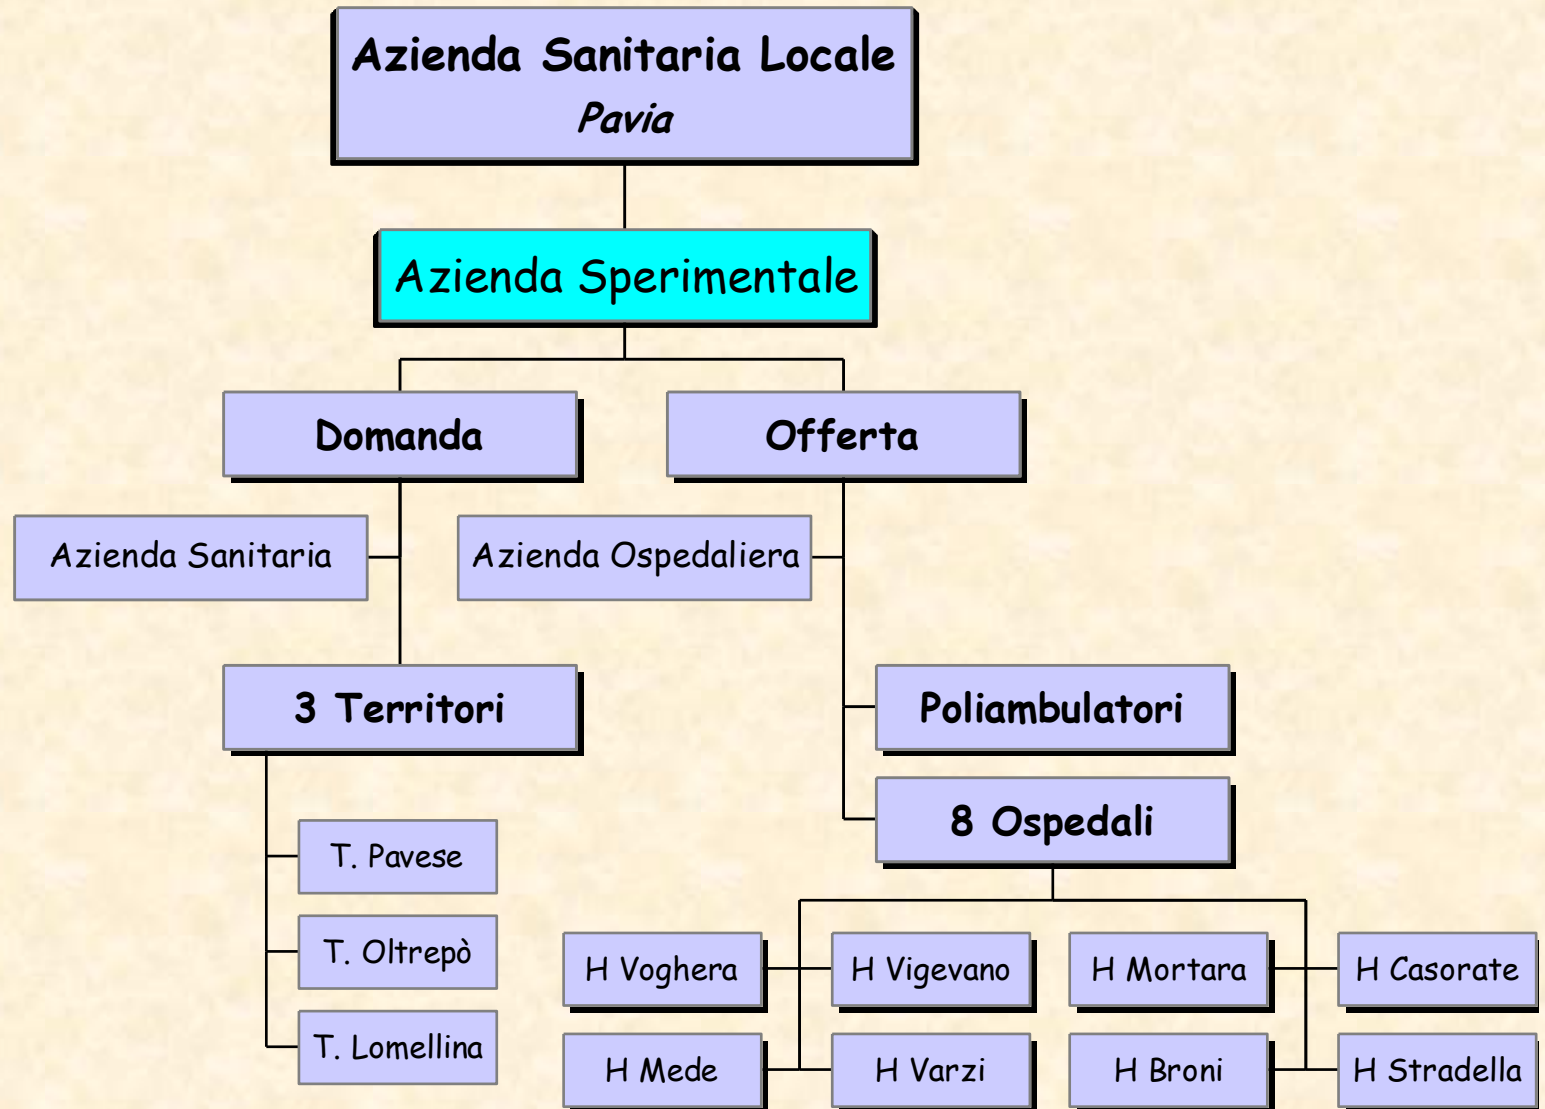 Azienda Sanitaria Locale
Pavia
Azienda Sperimentale
Domanda
Offerta
Azienda Sanitaria
Azienda Ospedaliera
3 Territori
Poliambulatori
8 Ospedali
T. Pavese
T. Oltrepò
T. Lomellina
H Voghera
H Vigevano
H Mortara
H Casorate
H Mede
H Varzi
H Broni
H Stradella